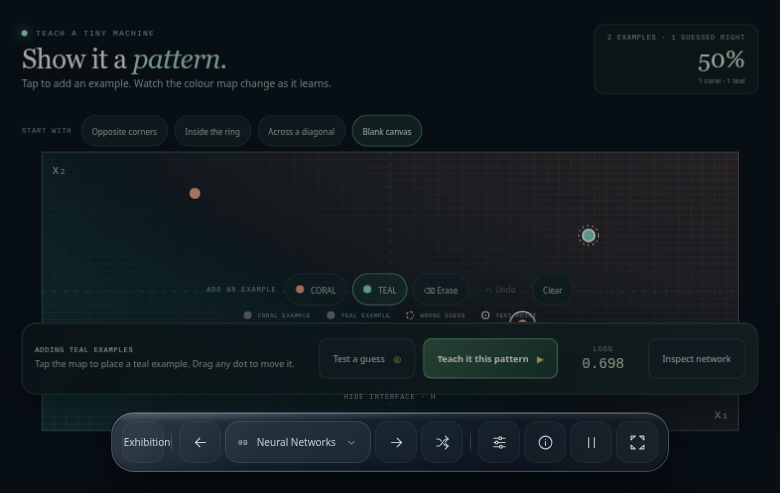 TEACH A TINY MACHINE
Show it a pattern.
Tap to add an example. Watch the colour map change as it learns.
2 EXAMPLES · 1 GUESSED RIGHT
50%
1 coral · 1 teal
START WITH
Opposite corners
Inside the ring
Across a diagonal
Blank canvas
X₂
ADD AN EXAMPLE
CORAL
TEAL
Erase
Undo
Clear
CORAL EXAMPLE
TEAL EXAMPLE
WRONG GUESS
TEST POINT
ADDING TEAL EXAMPLES
Tap the map to place a teal example. Drag any dot to move it.
Test a guess
Teach it this pattern
LOSS
0.698
Inspect network
HIDE INTERFACE · H
X₁
Exhibition
09 Neural Networks